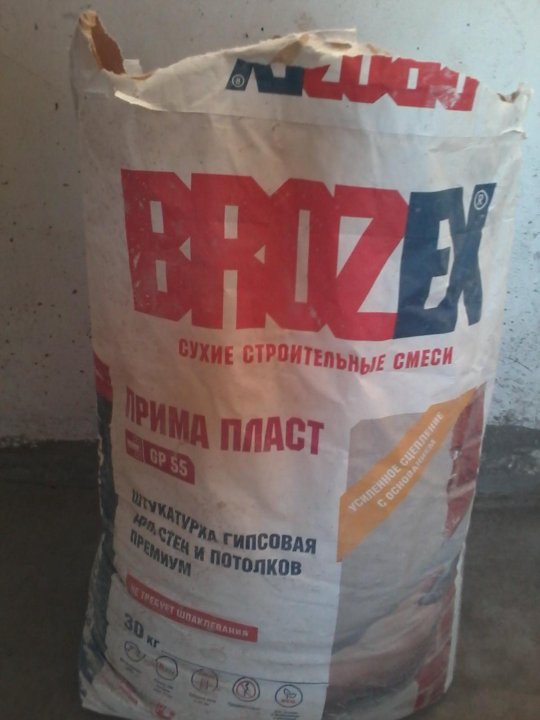 BROZEX®
СУХИЕ СТРОИТЕЛЬНЫЕ СМЕСИ
ПРИМА ПЛАСТ
GP 55
УСИЛЕННОЕ СЦЕПЛЕНИЕ
С ОСНОВАНИЕМ
ШТУКАТУРКА ГИПСОВАЯ
ДЛЯ СТЕН И ПОТОЛКОВ
ПРЕМИУМ
НЕ ТРЕБУЕТ ШПАКЛЕВАНИЯ
30 кг